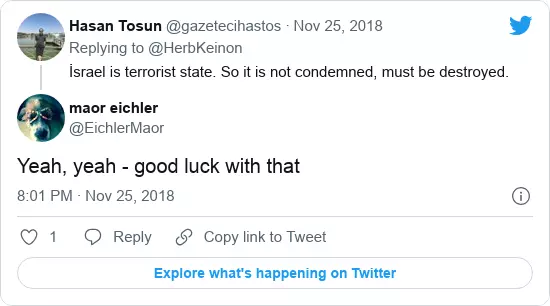 Hasan Tosun @gazetecihastos · Nov 25, 2018
Replying to @HerbKeinon
İsrael is terrorist state. So it is not condemned, must be destroyed.
maor eichler
@EichlerMaor
Yeah, yeah - good luck with that
8:01 PM · Nov 25, 2018
1 Reply Copy link to Tweet
Explore what's happening on Twitter